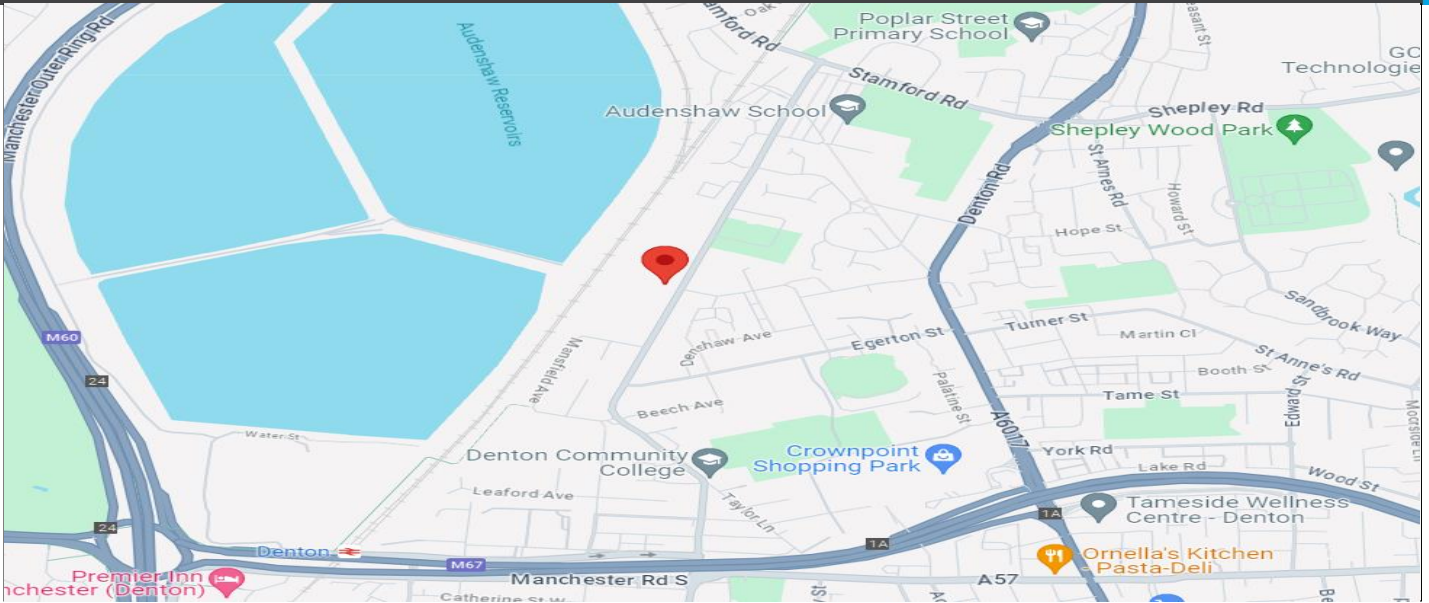 Oak
amford Rd
Poplar Street
Primary School
easant St
GC
Technologie
Manchester Outer Ring Rd
Audenshaw Reservoirs
Stamford Rd
Audenshaw School
Shepley Rd
Shepley Wood Park
St Annes Rd
Howard St
Denton Rd
Hope St
Sandbrook Way
M60
Turner St
Martin Cl
Egerton St
Denshaw Ave
Mansfield Ave
St Anne's Rd
Booth St
24
Palatine St
Tame St
Edward St
Beech Ave
A6017
Water St
Denton Community
College
Crownpoint
Shopping Park
York Rd
Lake Rd
Wood St
Leaford Ave
Taylor Ln
Tameside Wellness
Centre - Denton
1A
24
1A
Denton
M67
Ornella's Kitchen
- Pasta-Deli
Premier Inn
nchester (Denton)
Manchester Rd S
A57
Catherine St W